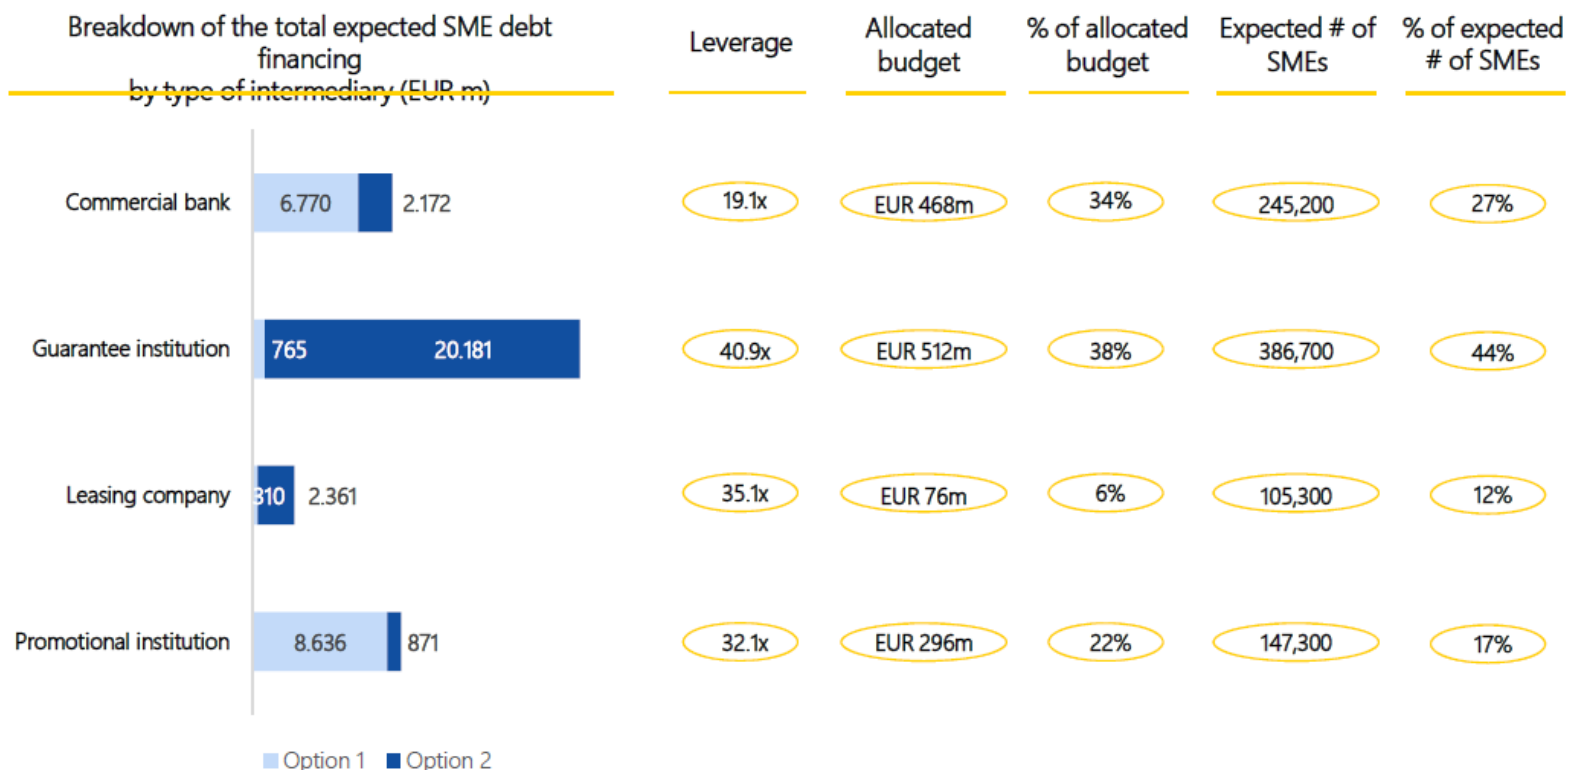 Breakdown of the total expected SME debt
financing
by type of intermediary (EUR m)
Leverage
Allocated
budget
% of allocated
budget
Expected # of
SMEs
% of expected
# of SMEs
Commercial bank 6.770 2.172 19.1x EUR 468m 34% 245,200 27%
Guarantee institution 765 20.181 40.9x EUR 512m 38% 386,700 44%
Leasing company 310 2.361 35.1x EUR 76m 6% 105,300 12%
Promotional institution 8.636 871 32.1x EUR 296m 22% 147,300 17%
Option 1 Option 2